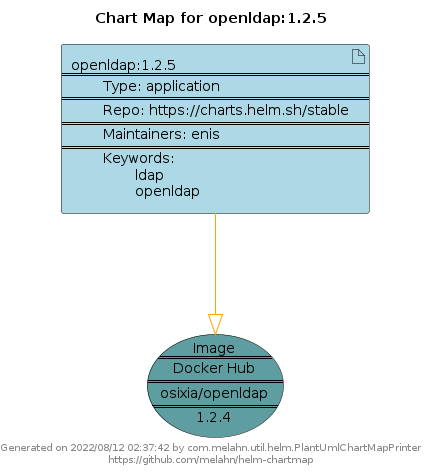 Chart Map for openldap:1.2.5
openldap:1.2.5
Type: application
Repo: https://charts.helm.sh/stable
Maintainers: enis
Keywords:
ldap
openldap
Image
Docker Hub
osixia/openldap
1.2.4
Generated on 2022/08/12 02:37:42 by com.melahn.util.helm.PlantUmlChartMapPrinter
https://github.com/melahn/helm-chartmap